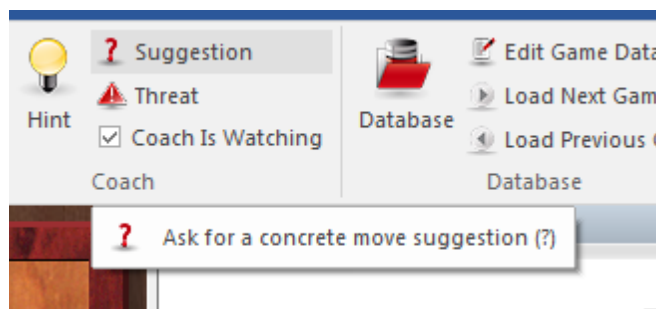 Hint
Suggestion
Threat
Coach Is Watching
Coach
Database
Edit Game Data
Load Next Gam
Load Previous
Database
Ask for a concrete move suggestion (?)